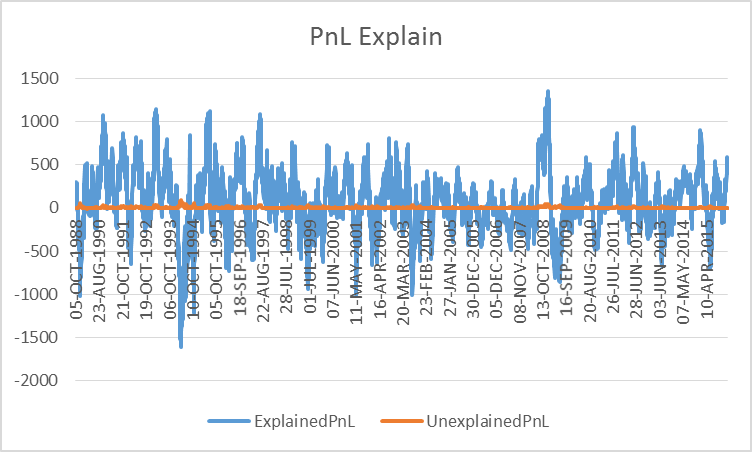 PnL Explain
1500
1000
500
0
-500
-1000
-1500
-2000
05-OCT-1988
23-AUG-1990
21-OCT-1991
19-OCT-1992
06-OCT-1993
10-OCT-1994
05-OCT-1995
18-SEP-1996
22-AUG-1997
28-JUL-1998
01-JUL-1999
07-JUN-2000
11-MAY-2001
16-APR-2002
20-MAR-2003
23-FEB-2004
27-JAN-2005
30-DEC-2005
05-DEC-2006
08-NOV-2007
13-OCT-2008
16-SEP-2009
20-AUG-2010
26-JUL-2011
28-JUN-2012
03-JUN-2013
07-MAY-2014
10-APR-2015
ExplainedPnL
UnexplainedPnL